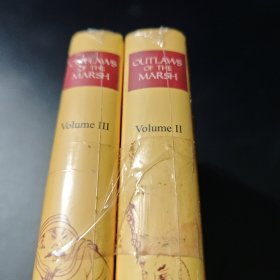 OUTLAWS
OF THE
MARSH
Volume III
OUTLAWS
OF THE
MARSH
Volume II